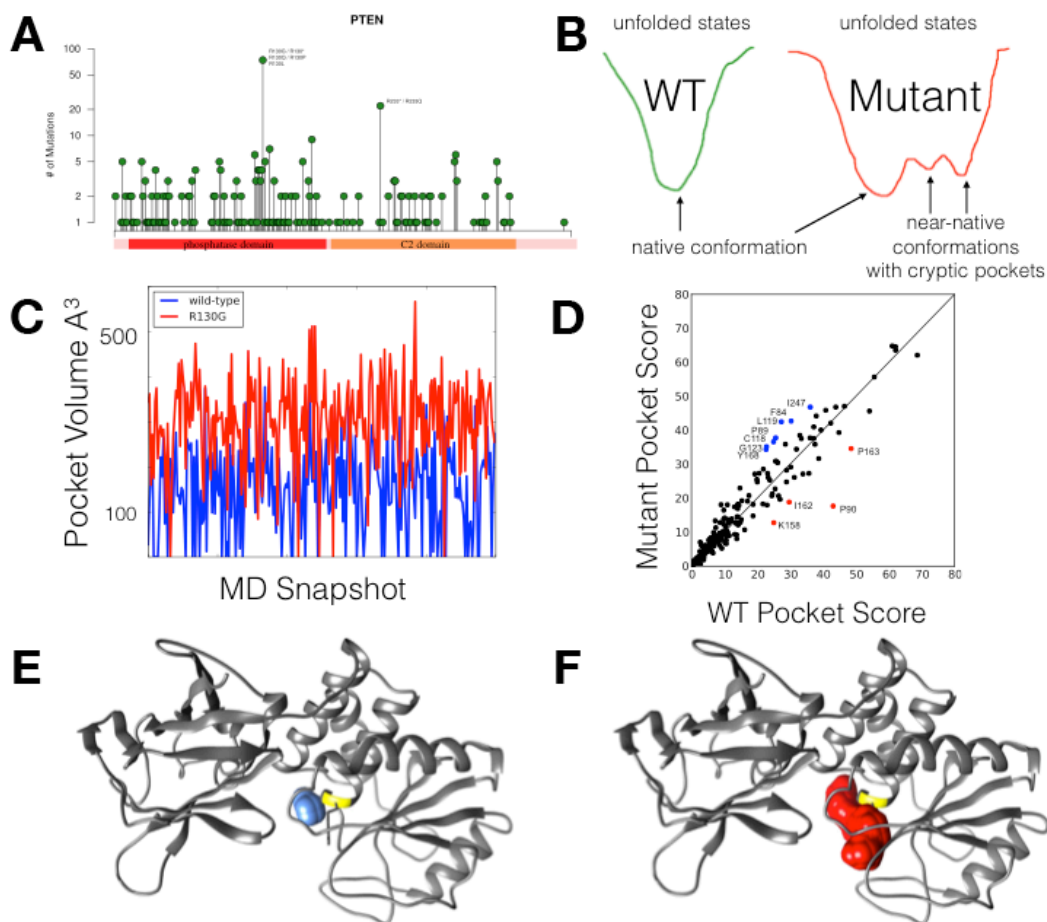 A
PTEN
# of Mutations
100
50
20
10
5
2
1
phosphatase domain
C2 domain
B
unfolded states
unfolded states
WT
Mutant
native conformation
near-native
conformations
with cryptic pockets
C
Pocket Volume A³
500
100
wild-type
R130G
MD Snapshot
D
Mutant Pocket Score
80
70
60
50
40
30
20
10
0
I247
F84
L119
P89
C118
G123
Y168
P163
I162
P90
K158
0 10 20 30 40 50 60 70 80
WT Pocket Score
E
F